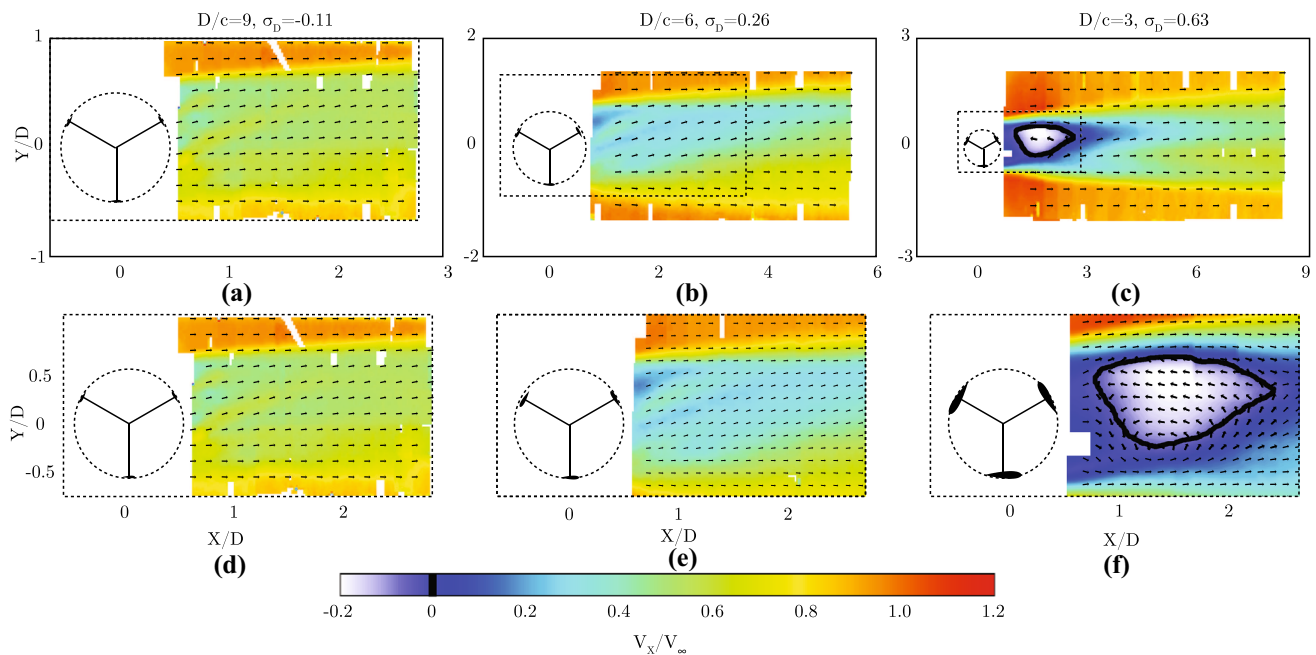 D/c=9, σ_D=-0.11
D/c=6, σ_D=0.26
D/c=3, σ_D=0.63
1
0
-1
Y/D
0
1
2
3
(a)
2
0
-2
0
2
4
6
(b)
3
0
-3
0
3
6
9
(c)
0.5
0
-0.5
Y/D
0
1
2
X/D
(d)
0
1
2
X/D
(e)
0
1
2
X/D
(f)
-0.2
0
0.2
0.4
0.6
0.8
1.0
1.2
V_X/V_∞